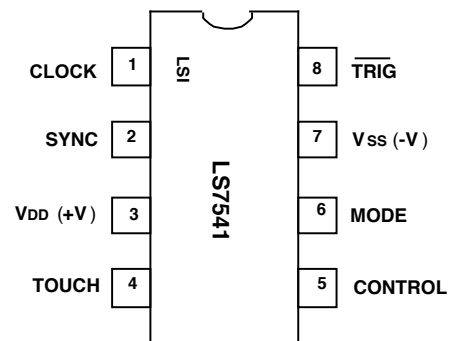 CLOCK 1 LSI 8 TRIG
SYNC 2 7 VSS (-V)
VDD (+V) 3 LS7541 6 MODE
TOUCH 4 5 CONTROL